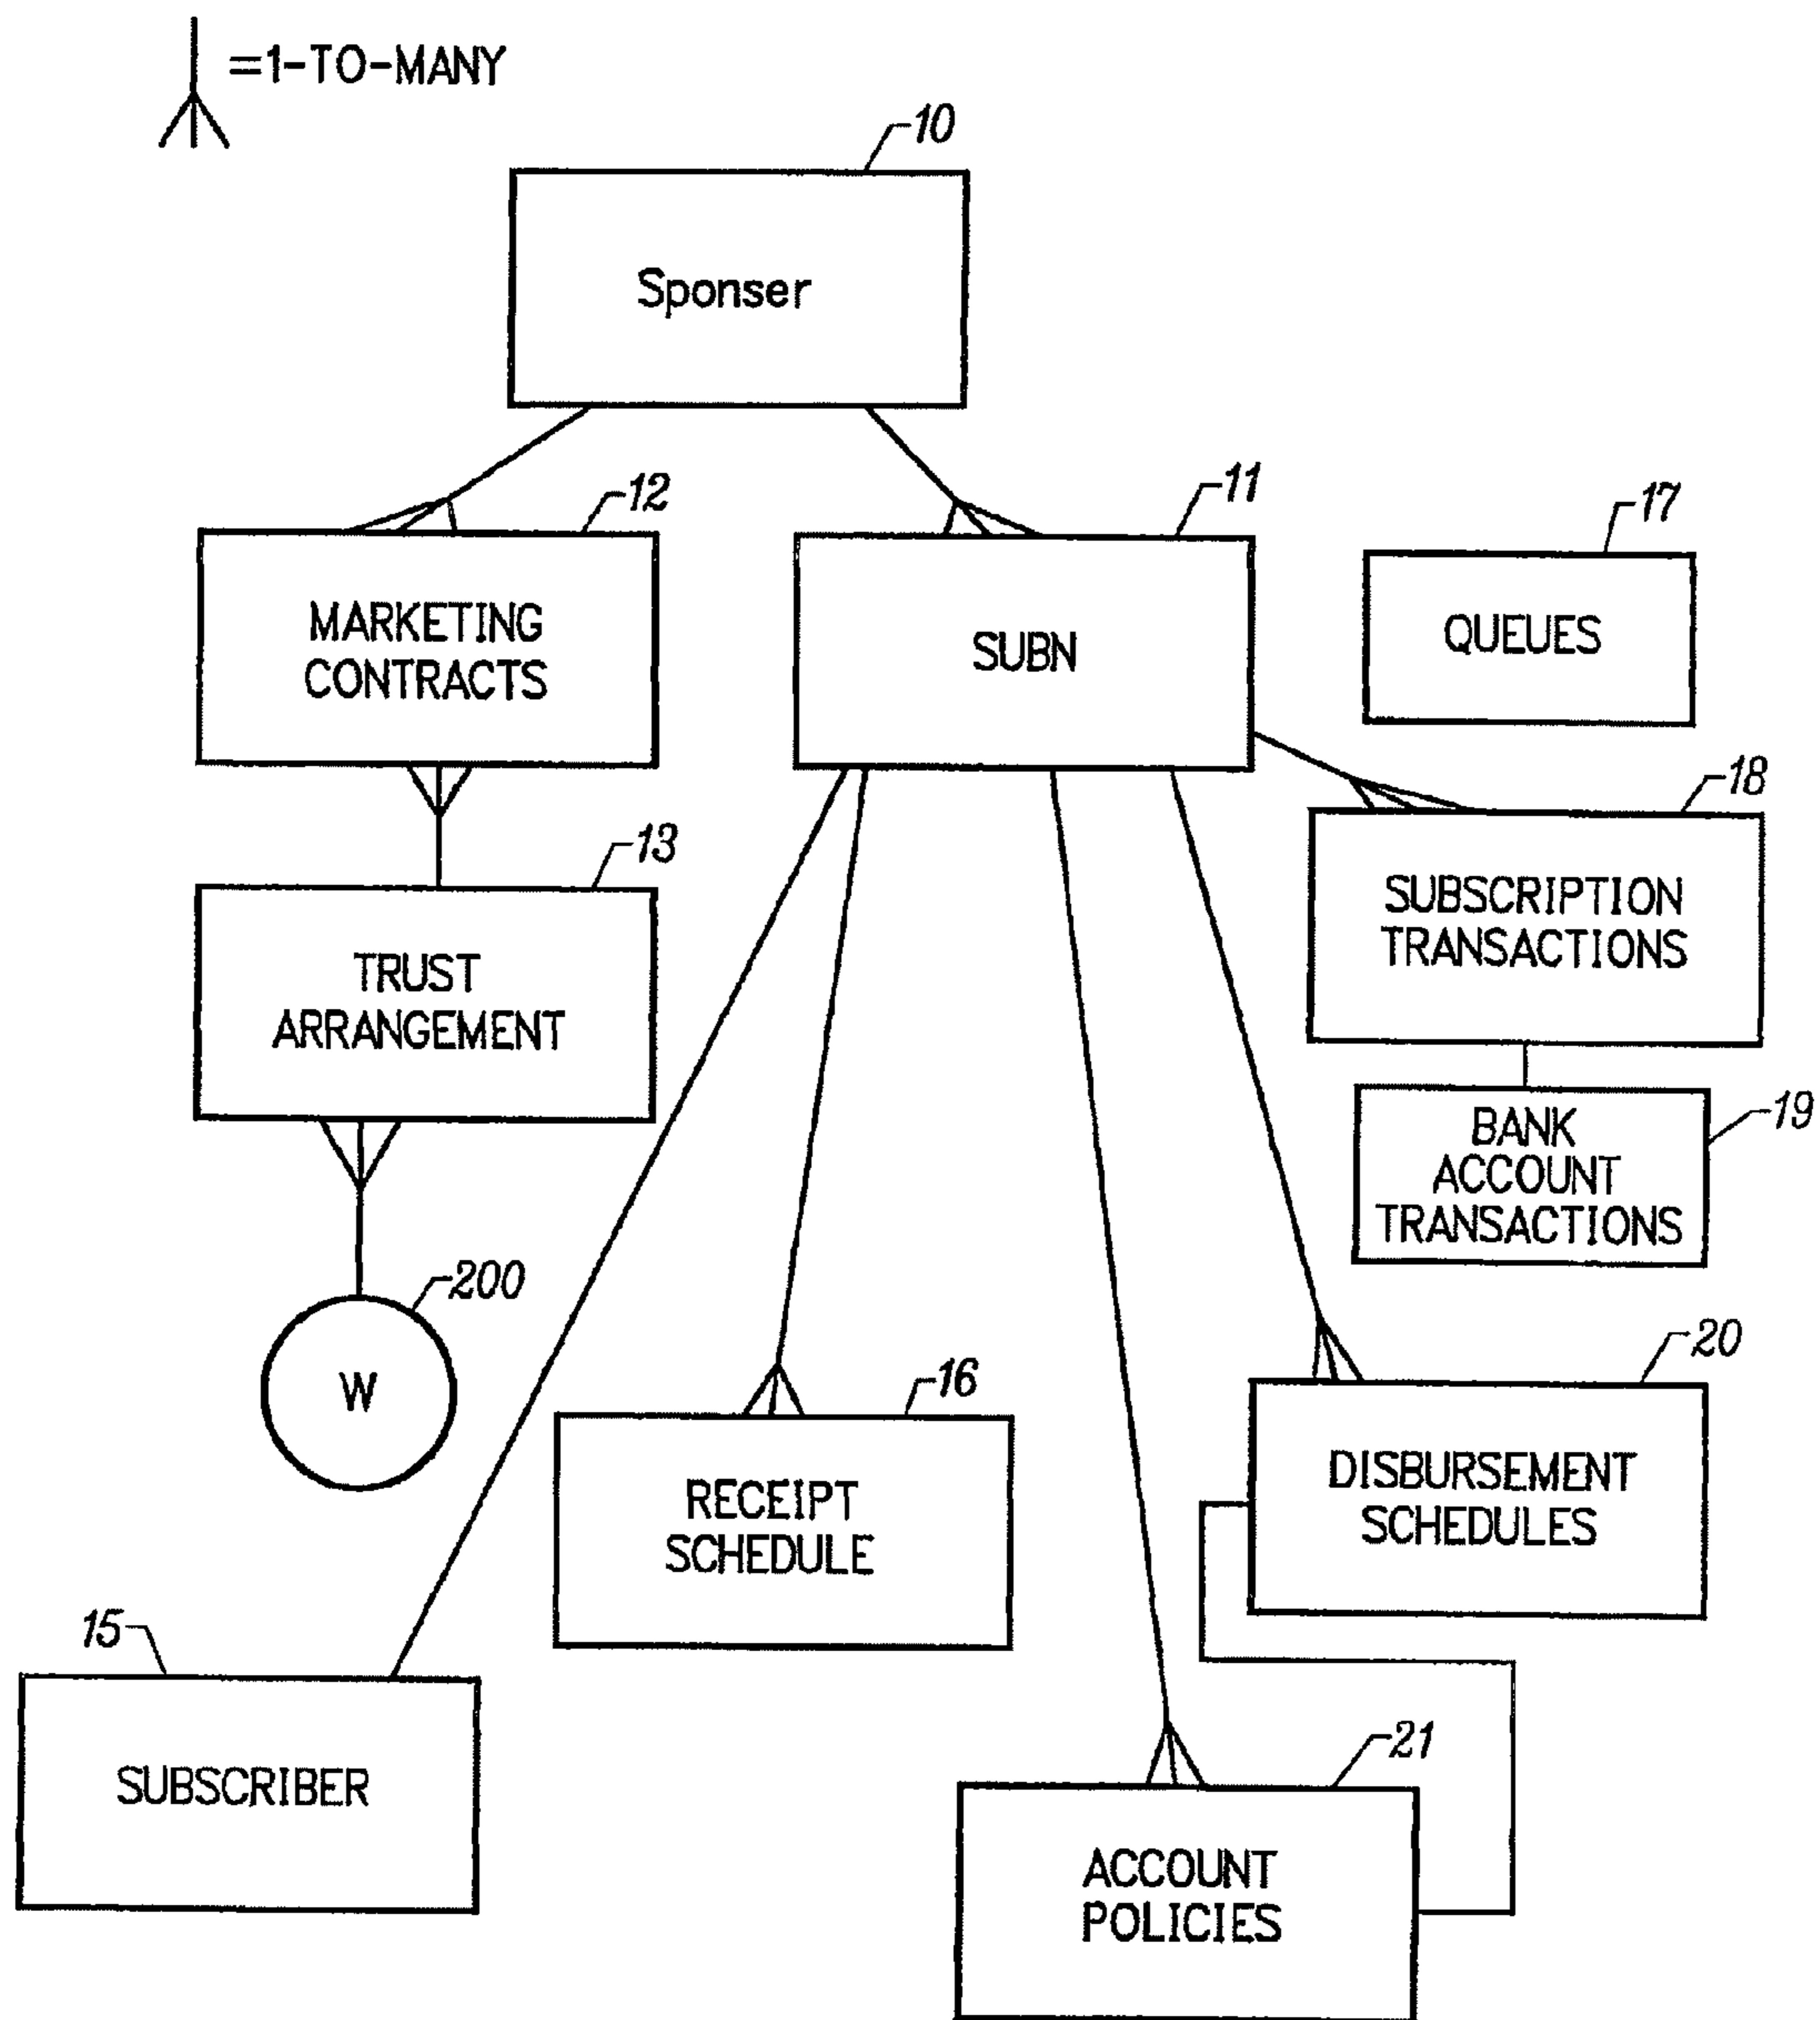 =1-TO-MANY
10
Sponser
12
11
17
MARKETING
CONTRACTS
SUBN
QUEUES
18
13
SUBSCRIPTION
TRANSACTIONS
TRUST
ARRANGEMENT
19
BANK
ACCOUNT
TRANSACTIONS
200
W
20
16
DISBURSEMENT
SCHEDULES
RECEIPT
SCHEDULE
15
SUBSCRIBER
21
ACCOUNT
POLICIES